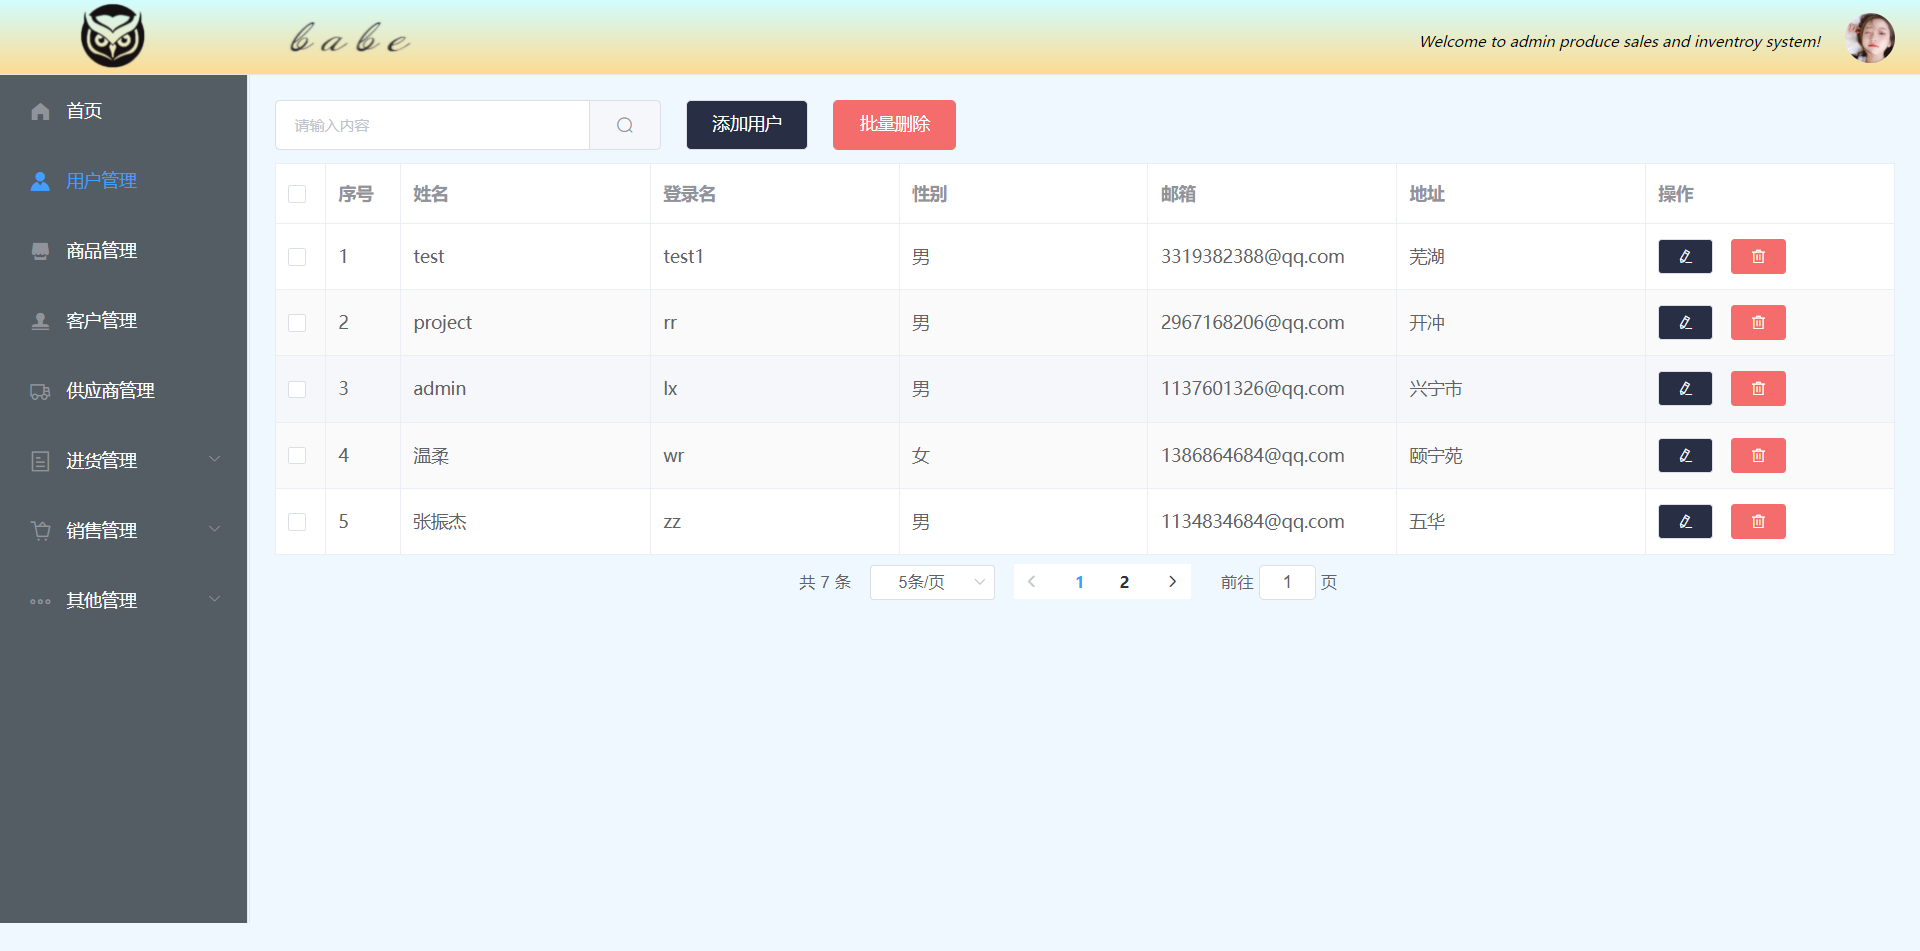 babe
Welcome to admin produce sales and inventroy system!
首页
用户管理
商品管理
客户管理
供应商管理
进货管理
销售管理
其他管理
请输入内容 添加用户 批量删除
序号 姓名 登录名 性别 邮箱 地址 操作
1 test test1 男 3319382388@qq.com 芜湖
2 project rr 男 2967168206@qq.com 开冲
3 admin lx 男 1137601326@qq.com 兴宁市
4 温柔 wr 女 1386864684@qq.com 颐宁苑
5 张振杰 zz 男 1134834684@qq.com 五华
共 7 条 5条/页 1 2 前往 1 页